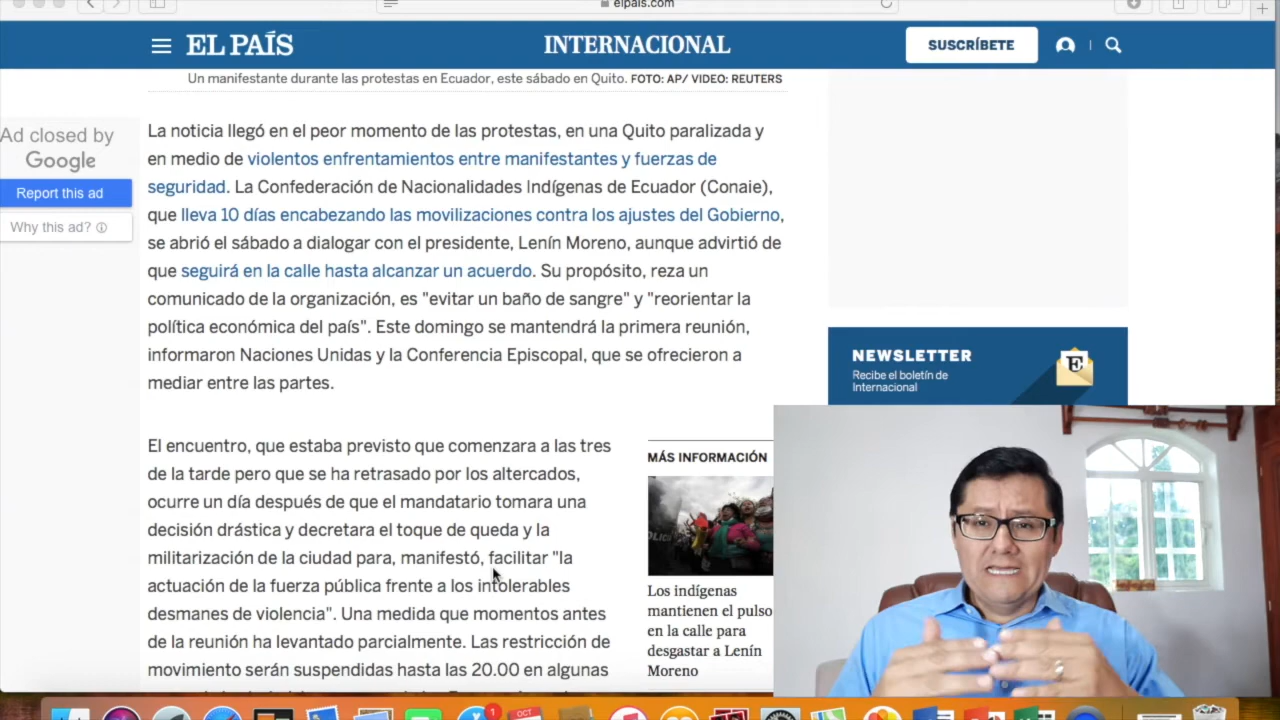 elpais.com
EL PAÍS
INTERNACIONAL
SUSCRÍBETE
Un manifestante durante las protestas en Ecuador, este sábado en Quito. FOTO: AP/ VIDEO: REUTERS
Ad closed by
Google
Report this ad
Why this ad?
La noticia llegó en el peor momento de las protestas, en una Quito paralizada y
en medio de violentos enfrentamientos entre manifestantes y fuerzas de
seguridad. La Confederación de Nacionalidades Indígenas de Ecuador (Conaie),
que lleva 10 días encabezando las movilizaciones contra los ajustes del Gobierno,
se abrió el sábado a dialogar con el presidente, Lenín Moreno, aunque advirtió de
que seguirá en la calle hasta alcanzar un acuerdo. Su propósito, reza un
comunicado de la organización, es "evitar un baño de sangre" y "reorientar la
política económica del país". Este domingo se mantendrá la primera reunión,
informaron Naciones Unidas y la Conferencia Episcopal, que se ofrecieron a
mediar entre las partes.
El encuentro, que estaba previsto que comenzara a las tres
de la tarde pero que se ha retrasado por los altercados,
ocurre un día después de que el mandatario tomara una
decisión drástica y decretara el toque de queda y la
militarización de la ciudad para, manifestó, facilitar "la
actuación de la fuerza pública frente a los intolerables
desmanes de violencia". Una medida que momentos antes
de la reunión ha levantado parcialmente. Las restricción de
movimiento serán suspendidas hasta las 20.00 en algunas
NEWSLETTER
Recibe el boletín de
Internacional
E
MÁS INFORMACIÓN
POLICI
Los indígenas
mantienen el pulso
en la calle para
desgastar a Lenín
Moreno
1
OCT